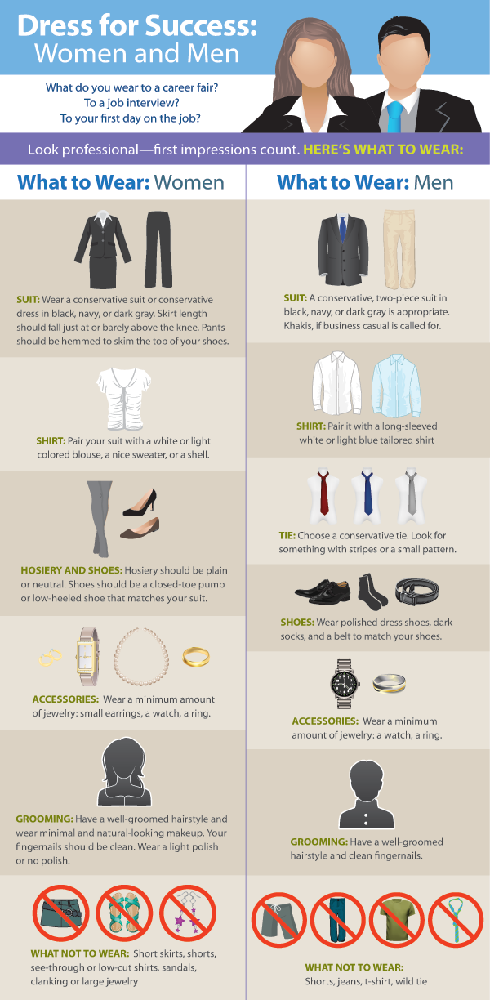 Dress for Success:
Women and Men
What do you wear to a career fair?
To a job interview?
To your first day on the job?
Look professional—first impressions count. HERE'S WHAT TO WEAR:
What to Wear: Women
SUIT: Wear a conservative suit or conservative
dress in black, navy, or dark gray. Skirt length
should fall just at or barely above the knee. Pants
should be hemmed to skim the top of your shoes.
SHIRT: Pair your suit with a white or light
colored blouse, a nice sweater, or a shell.
HOSIERY AND SHOES: Hosiery should be plain
or neutral. Shoes should be a closed-toe pump
or low-heeled shoe that matches your suit.
ACCESSORIES: Wear a minimum amount
of jewelry: small earrings, a watch, a ring.
GROOMING: Have a well-groomed hairstyle and
wear minimal and natural-looking makeup. Your
fingernails should be clean. Wear a light polish
or no polish.
WHAT NOT TO WEAR: Short skirts, shorts,
see-through or low-cut shirts, sandals,
clanking or large jewelry
What to Wear: Men
SUIT: A conservative, two-piece suit in
black, navy, or dark gray is appropriate.
Khakis, if business casual is called for.
SHIRT: Pair it with a long-sleeved
white or light blue tailored shirt
TIE: Choose a conservative tie. Look for
something with stripes or a small pattern.
SHOES: Wear polished dress shoes, dark
socks, and a belt to match your shoes.
ACCESSORIES: Wear a minimum
amount of jewelry: a watch, a ring.
GROOMING: Have a well-groomed
hairstyle and clean fingernails.
WHAT NOT TO WEAR:
Shorts, jeans, t-shirt, wild tie